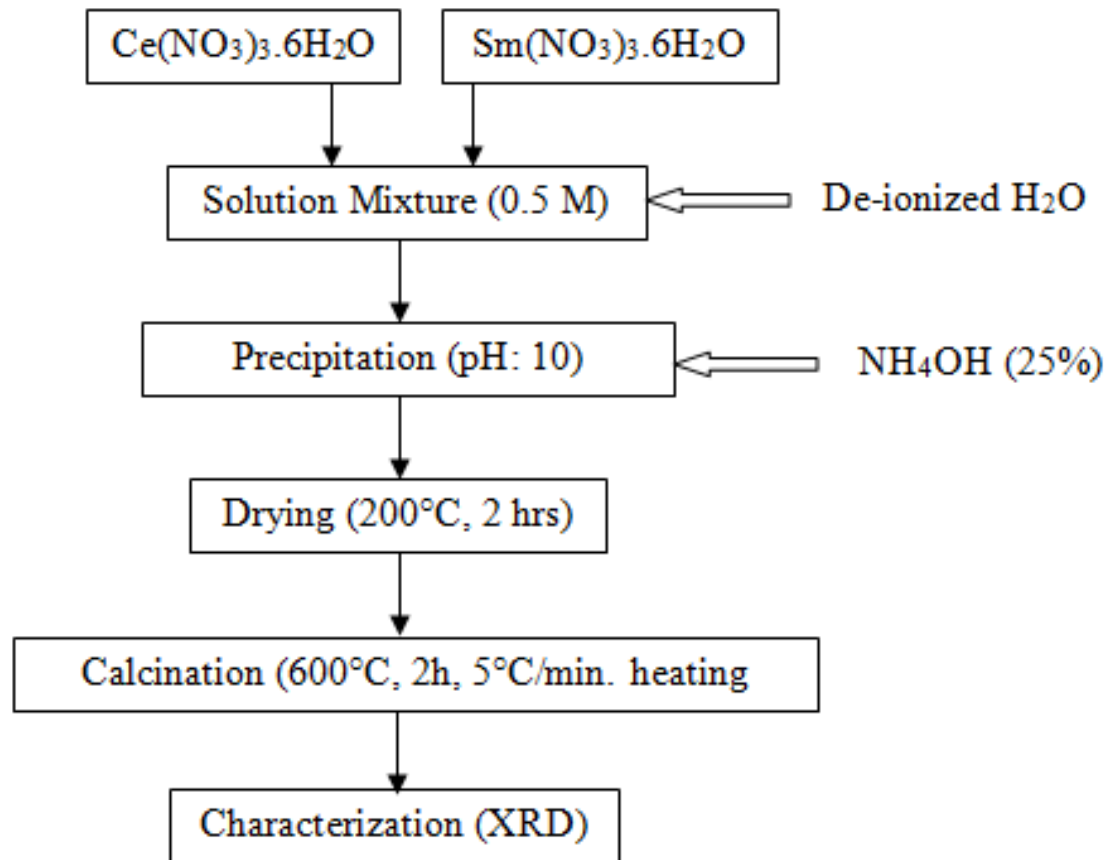 Ce(NO₃)₃.6H₂O
Sm(NO₃)₃.6H₂O
Solution Mixture (0.5 M)
De-ionized H₂O
Precipitation (pH: 10)
NH₄OH (25%)
Drying (200°C, 2 hrs)
Calcination (600°C, 2h, 5°C/min. heating
Characterization (XRD)